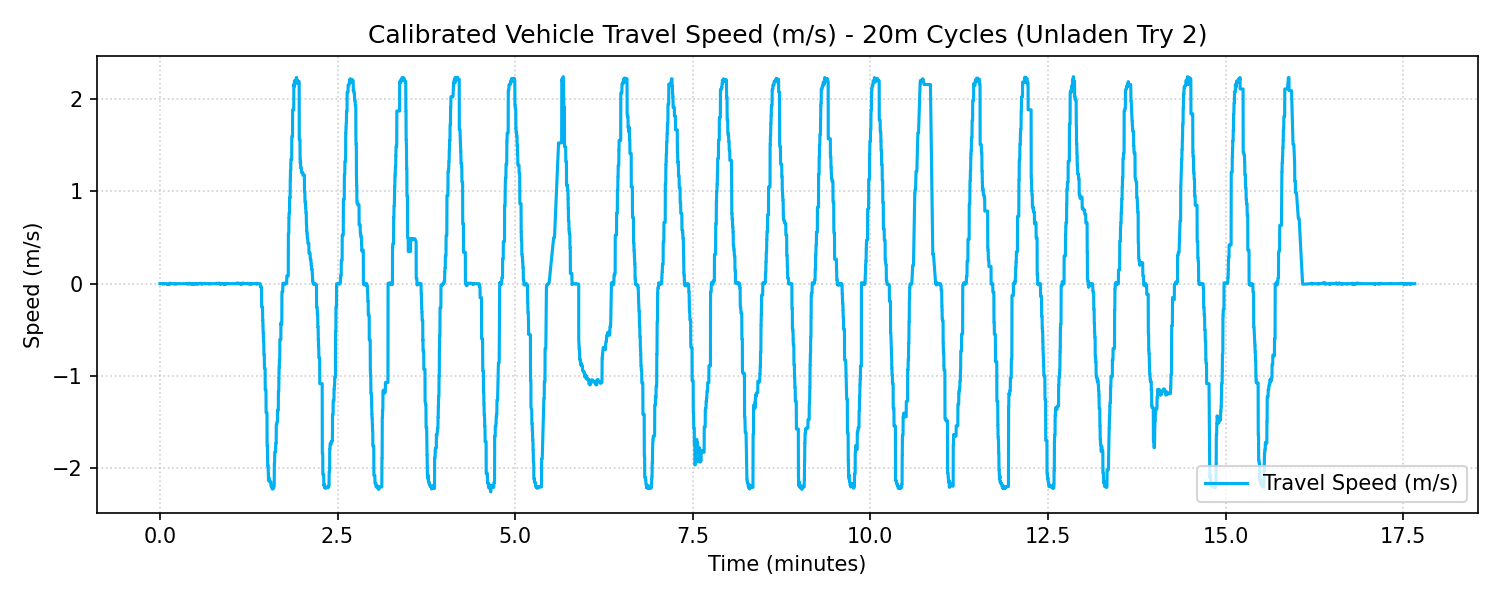 Calibrated Vehicle Travel Speed (m/s) - 20m Cycles (Unladen Try 2)
Speed (m/s)
2
1
0
−1
−2
Travel Speed (m/s)
0.0 2.5 5.0 7.5 10.0 12.5 15.0 17.5
Time (minutes)